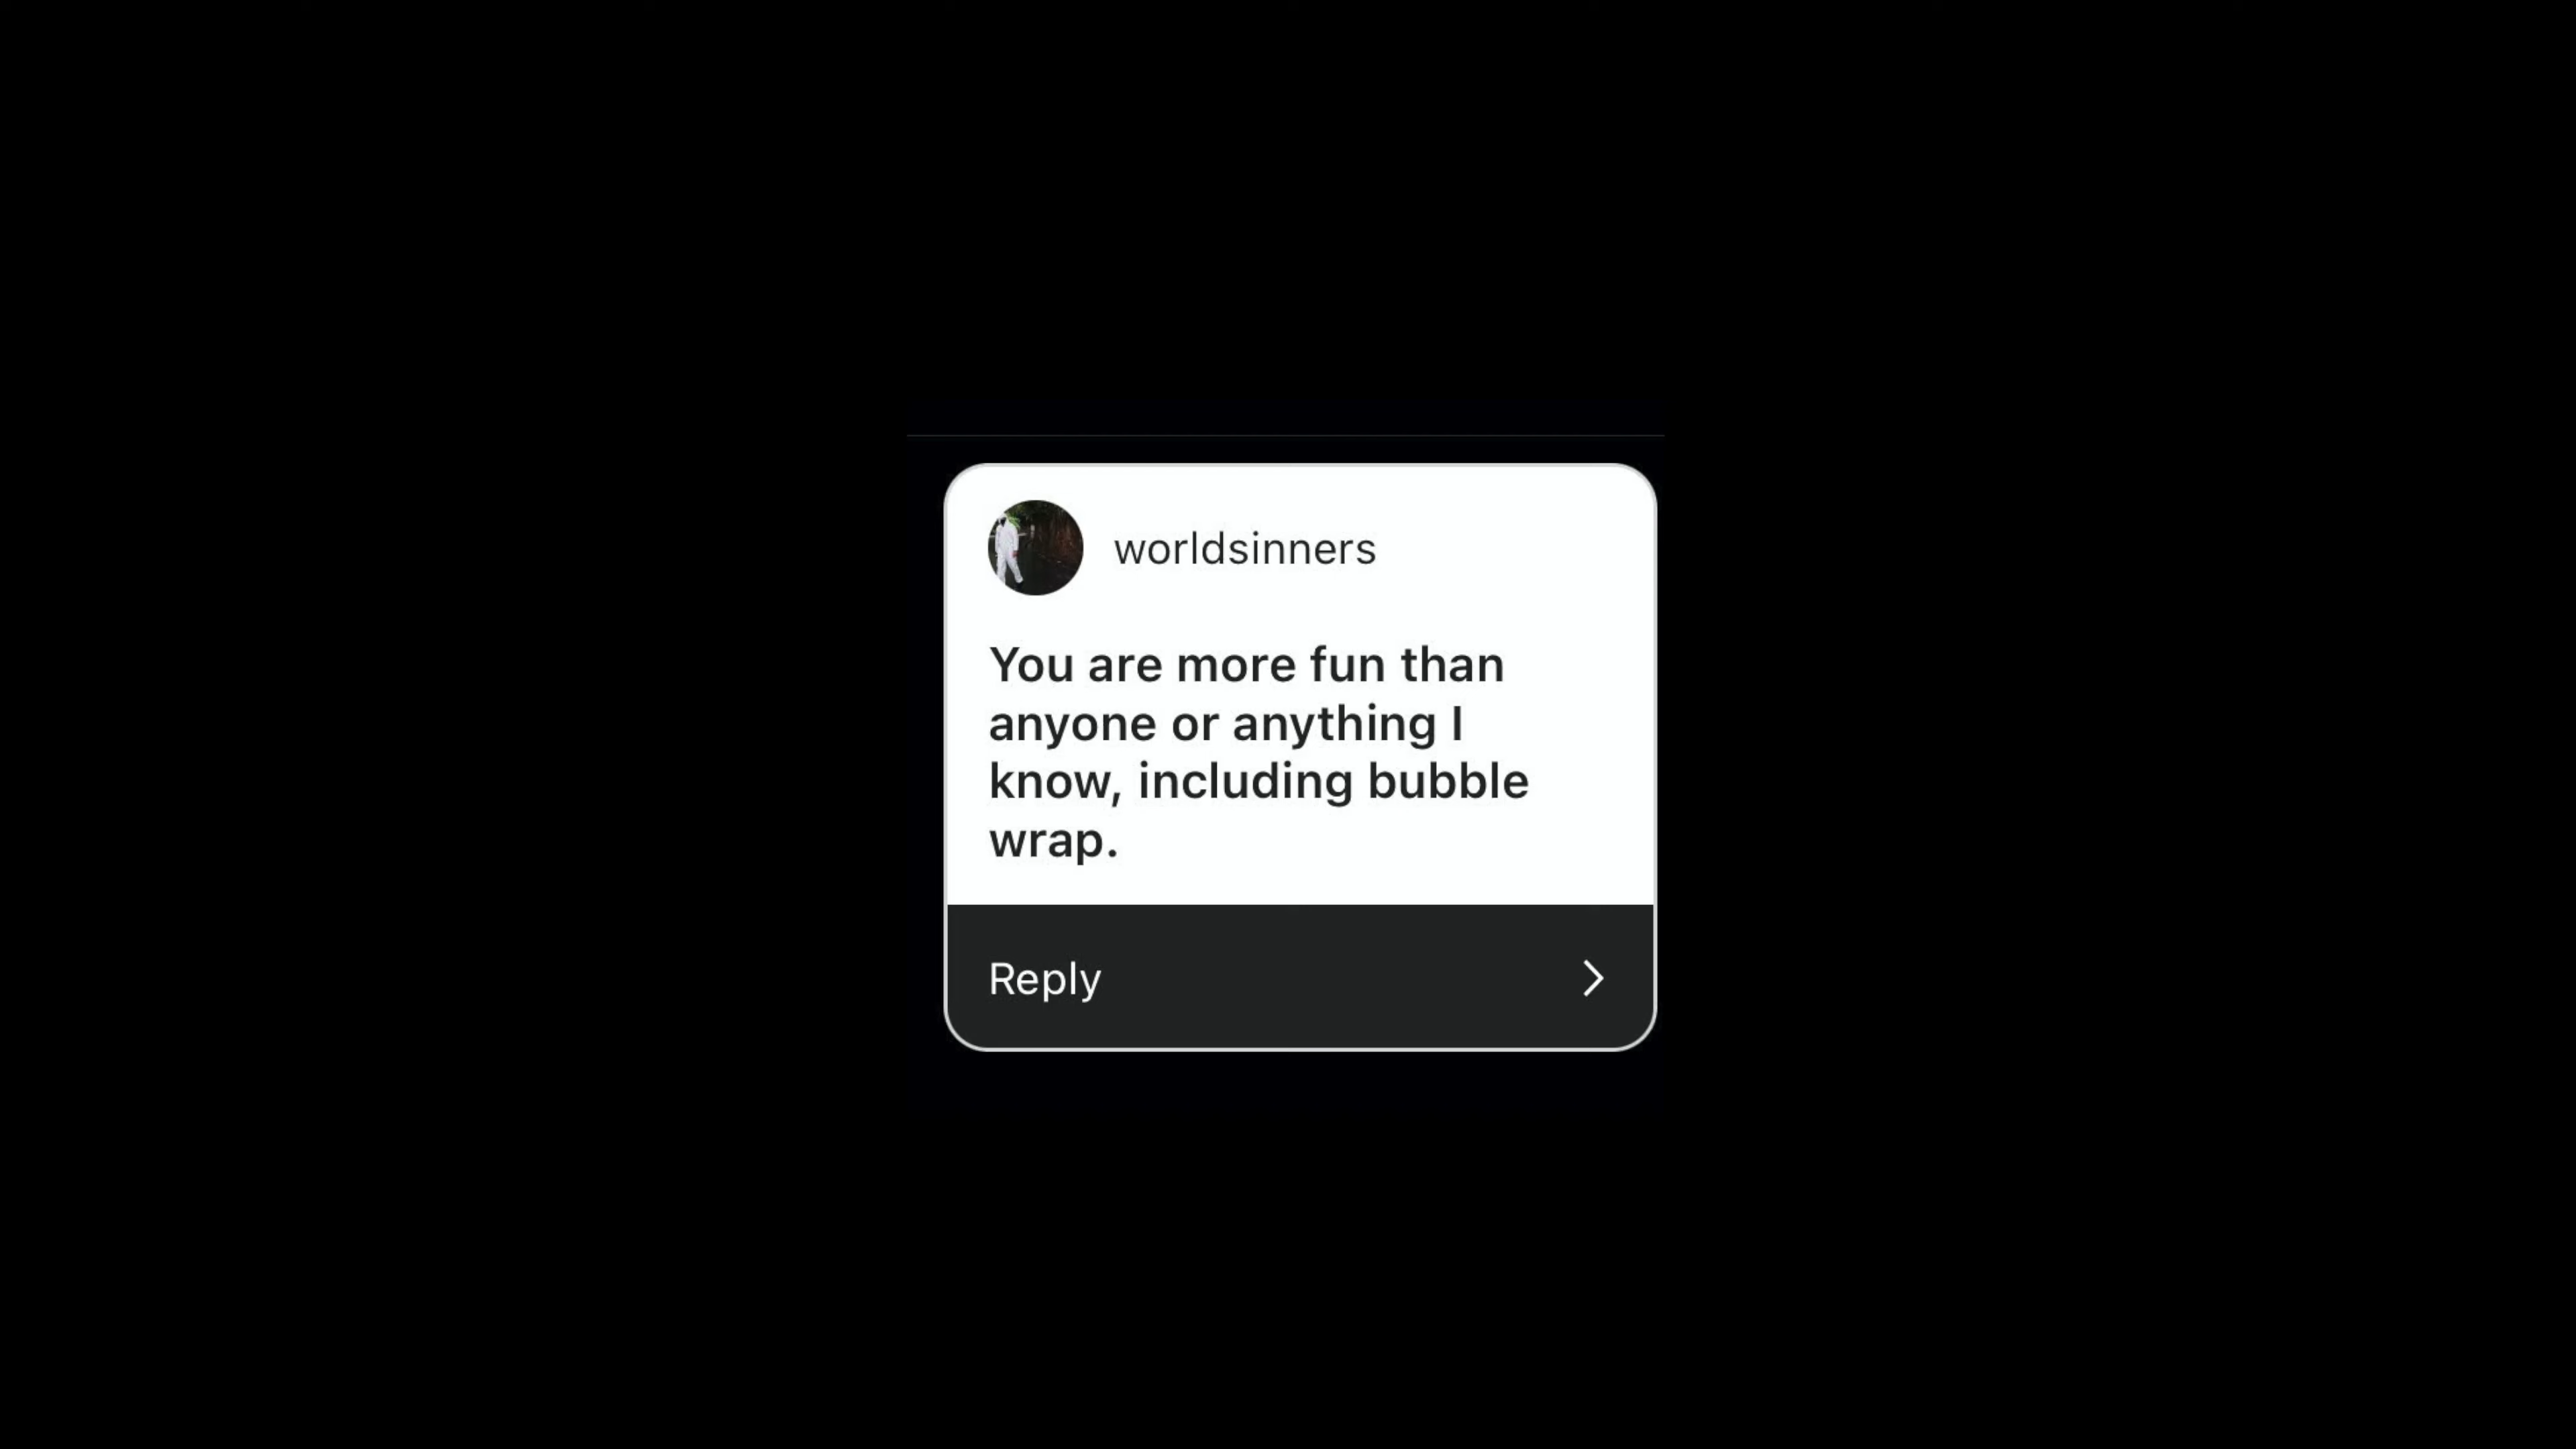 worldsinners
You are more fun than
anyone or anything I
know, including bubble
wrap.
Reply